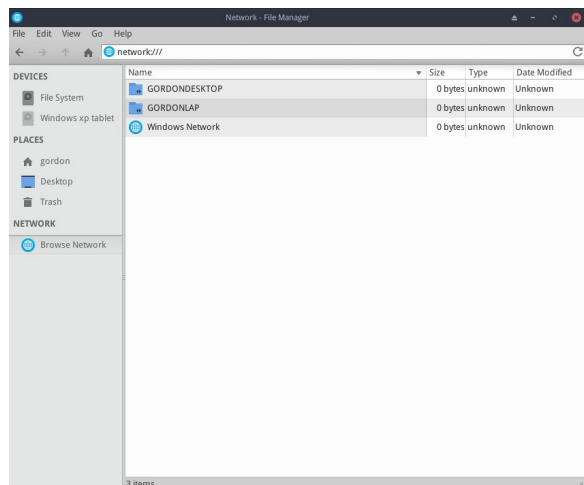 Network - File Manager
File Edit View Go Help
network:///
DEVICES
File System
Windows xp tablet
PLACES
gordon
Desktop
Trash
NETWORK
Browse Network
Name Size Type Date Modified
GORDONDESKTOP 0 bytes unknown Unknown
GORDONLAP 0 bytes unknown Unknown
Windows Network 0 bytes unknown Unknown
3 items